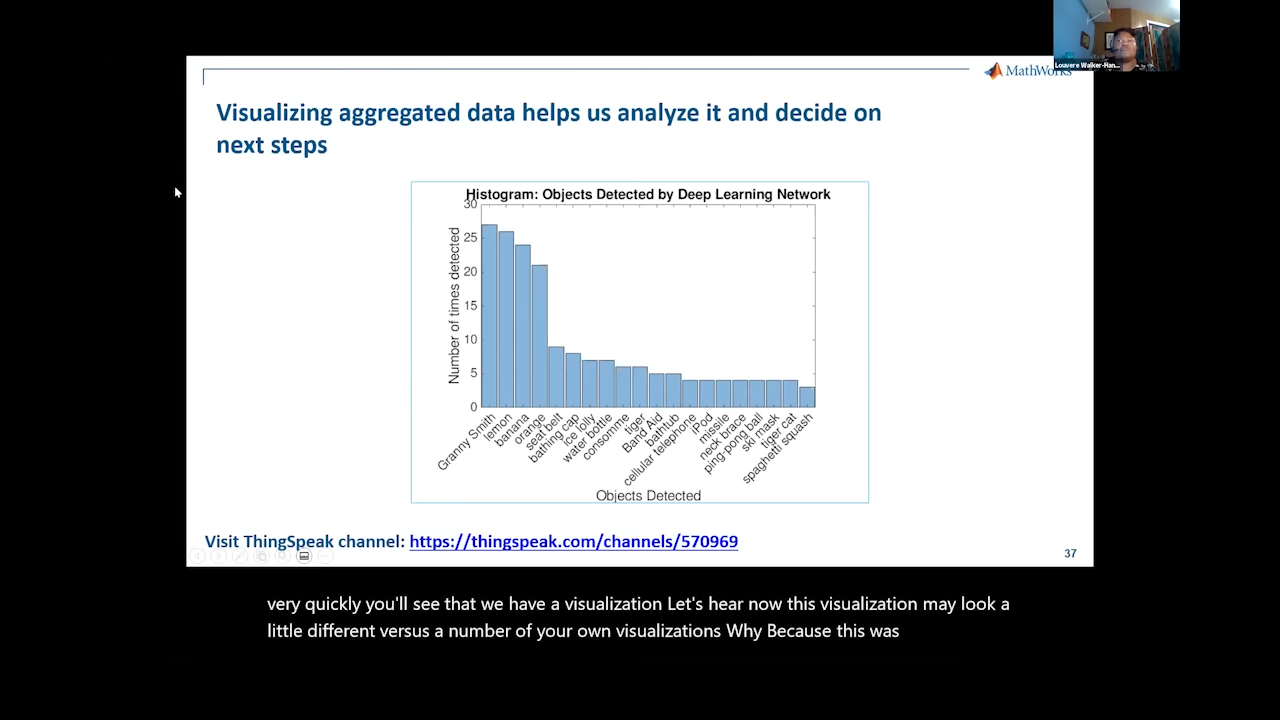 Louvere Walker-Han...
MathWorks
Visualizing aggregated data helps us analyze it and decide on
next steps
Histogram: Objects Detected by Deep Learning Network
Number of times detected
30
25
20
15
10
5
0
Granny Smith
lemon
banana
orange
seat belt
bathing cap
ice lolly
water bottle
consomme
tiger
Band Aid
bathtub
cellular telephone
iPod
missile
neck brace
ping-pong ball
ski mask
tiger cat
spaghetti squash
Objects Detected
Visit ThingSpeak channel: https://thingspeak.com/channels/570969
37
very quickly you'll see that we have a visualization Let's hear now this visualization may look a
little different versus a number of your own visualizations Why Because this was